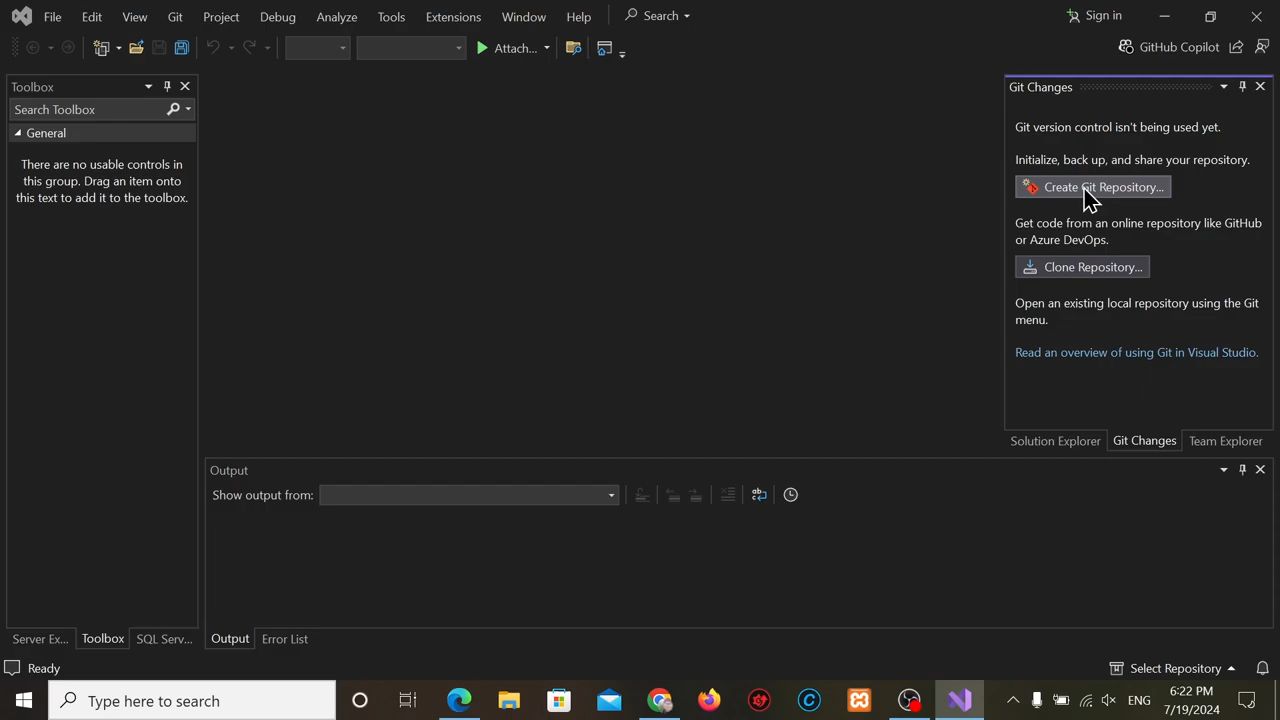 File Edit View Git Project Debug Analyze Tools Extensions Window Help Search Sign in
Attach... GitHub Copilot
Toolbox
Search Toolbox
General
There are no usable controls in
this group. Drag an item onto
this text to add it to the toolbox.
Git Changes
Git version control isn't being used yet.
Initialize, back up, and share your repository.
Create Git Repository...
Get code from an online repository like GitHub
or Azure DevOps.
Clone Repository...
Open an existing local repository using the Git
menu.
Read an overview of using Git in Visual Studio.
Solution Explorer Git Changes Team Explorer
Output
Show output from:
Server Ex... Toolbox SQL Serv... Output Error List
Ready Select Repository
Type here to search ENG 6:22 PM
7/19/2024